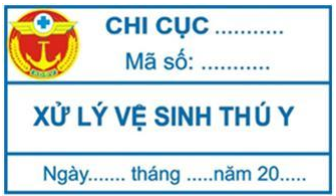 CHI CỤC ...........
Mã số: ...........
XỬ LÝ VỆ SINH THÚ Y
Ngày....... tháng .....năm 20.....